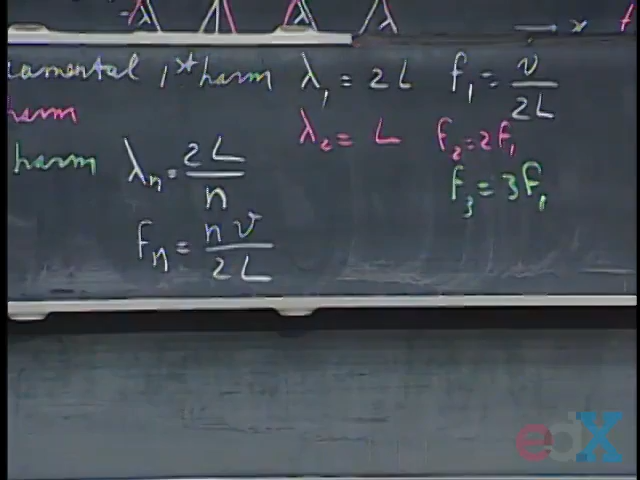 λ λ λ → x
amental 1st harm λ₁ = 2L f₁ = v/2L
harm λ₂ = L f₂ = 2f₁
harm λₙ = 2L/n f₃ = 3f₁
fₙ = nv/2L
edX